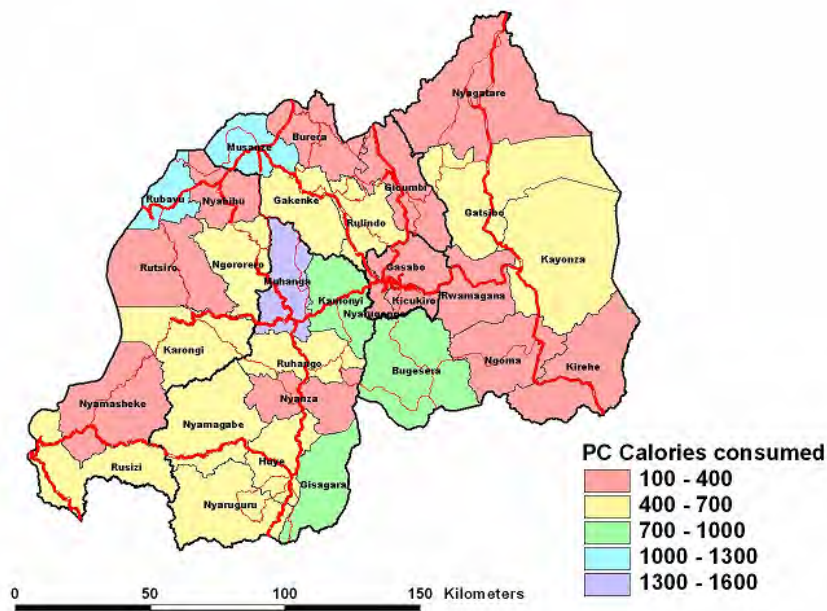 Nyagatare
Bureca
Musanze
Gicumbi
Rubavu
Nyabihu
Gakenke
Rulindo
Gatsibo
Kayonza
Rutsiro
Ngororero
Muhanga
Gasabo
Kamonyi
Kicukiro
Rwamagana
Karongi
Ruhango
Bugesera
Ngoma
Kirehe
Nyamasheke
Nyanza
Nyamagabe
Rusizi
Huye
Gisagara
Nyaruguru
PC Calories consumed
100 - 400
400 - 700
700 - 1000
1000 - 1300
1300 - 1600
0 50 100 150 Kilometers